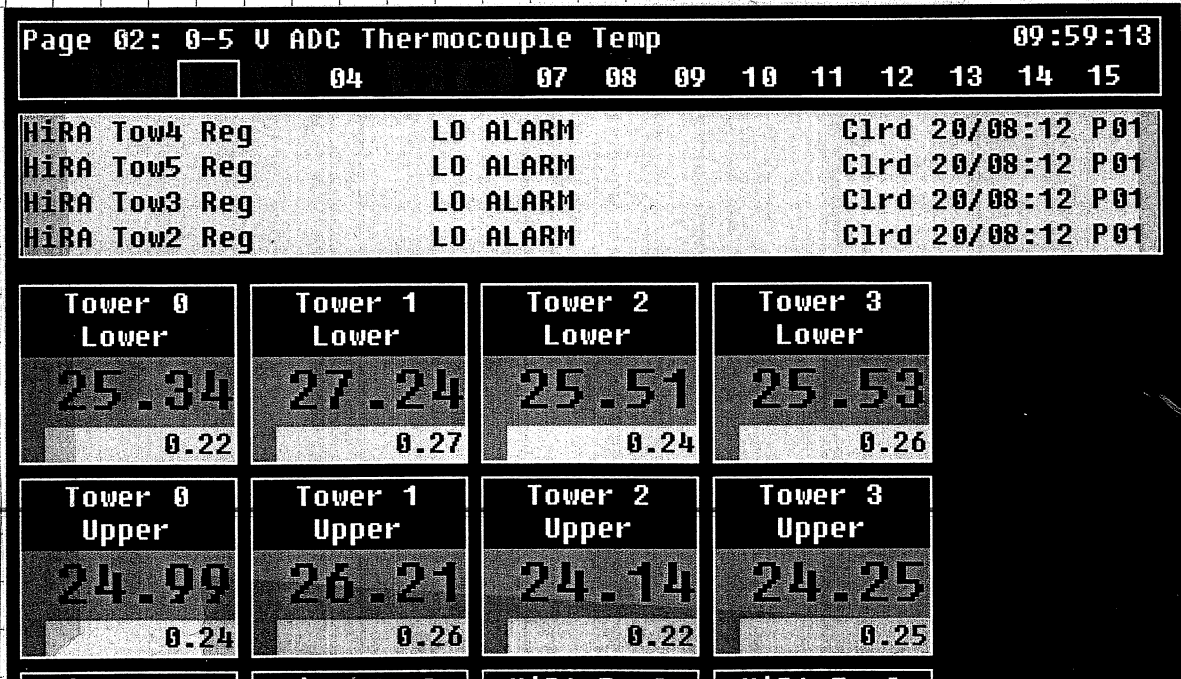 Page 02: 0-5 V ADC Thermocouple Temp 09:59:13
04 07 08 09 10 11 12 13 14 15
HiRA Tow4 Reg LO ALARM Clrd 20/08:12 P01
HiRA Tow5 Reg LO ALARM Clrd 20/08:12 P01
HiRA Tow3 Reg LO ALARM Clrd 20/08:12 P01
HiRA Tow2 Reg LO ALARM Clrd 20/08:12 P01
Tower 0 Tower 1 Tower 2 Tower 3
Lower Lower Lower Lower
25.34 27.24 25.51 25.53
0.22 0.27 0.24 0.26
Tower 0 Tower 1 Tower 2 Tower 3
Upper Upper Upper Upper
24.99 26.21 24.14 24.25
0.24 0.26 0.22 0.25